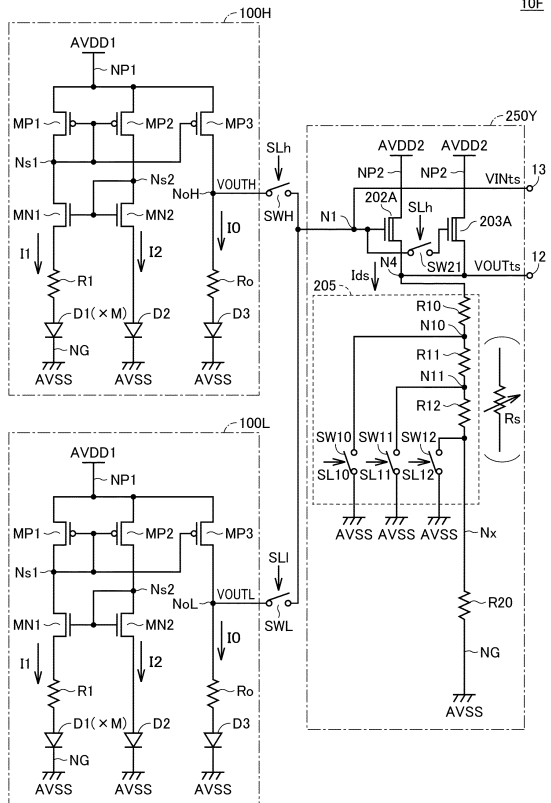 10F
100H
AVDD1
NP1
MP1 MP2 MP3
Ns1
Ns2
NoH VOUTH
SLh
SWH
MN1 MN2
I1 I2 I0
R1 Ro
D1(×M) D2 D3
NG
AVSS AVSS AVSS
250Y
AVDD2 AVDD2
NP2 NP2
VINts 13
202A
SLh
203A
N1
N4 SW21
VOUTts 12
Ids
205
R10
N10
R11
N11
R12
Rs
SW10 SW11 SW12
SL10 SL11 SL12
AVSS AVSS AVSS
Nx
R20
NG
AVSS
100L
AVDD1
NP1
MP1 MP2 MP3
Ns1
Ns2
NoL VOUTL
SLl
SWL
MN1 MN2
I1 I2 I0
R1 Ro
D1(×M) D2 D3
NG
AVSS AVSS AVSS